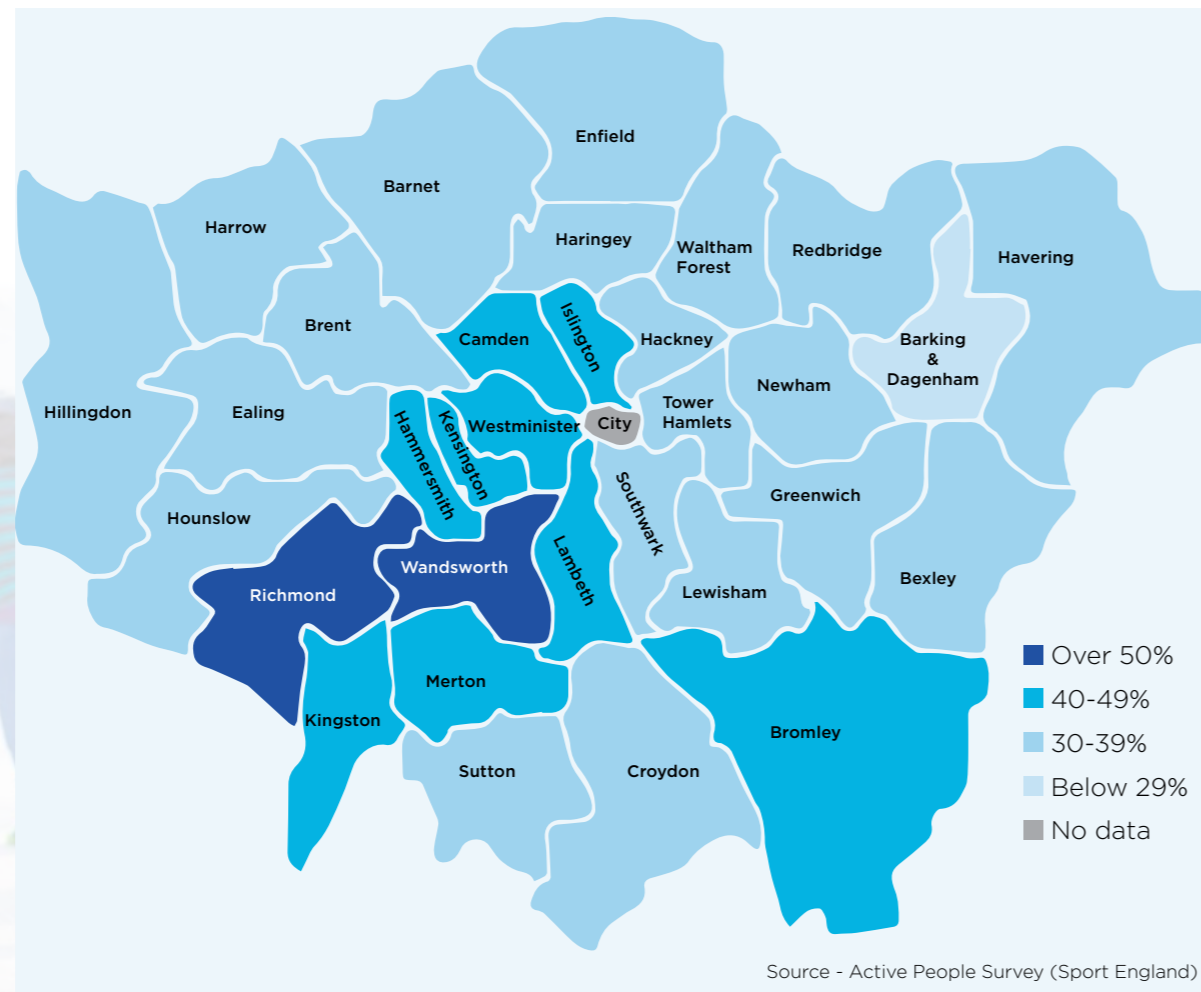 Enfield
Barnet
Harrow
Haringey
Waltham
Forest
Redbridge
Havering
Brent
Camden
Islington
Hackney
Barking
&
Dagenham
Hillingdon
Ealing
Newham
Tower
Hamlets
Hammersmith
Kensington
Westminister
City
Southwark
Greenwich
Hounslow
Richmond
Wandsworth
Lambeth
Lewisham
Bexley
Kingston
Merton
Bromley
Sutton
Croydon
Over 50%
40-49%
30-39%
Below 29%
No data
Source - Active People Survey (Sport England)